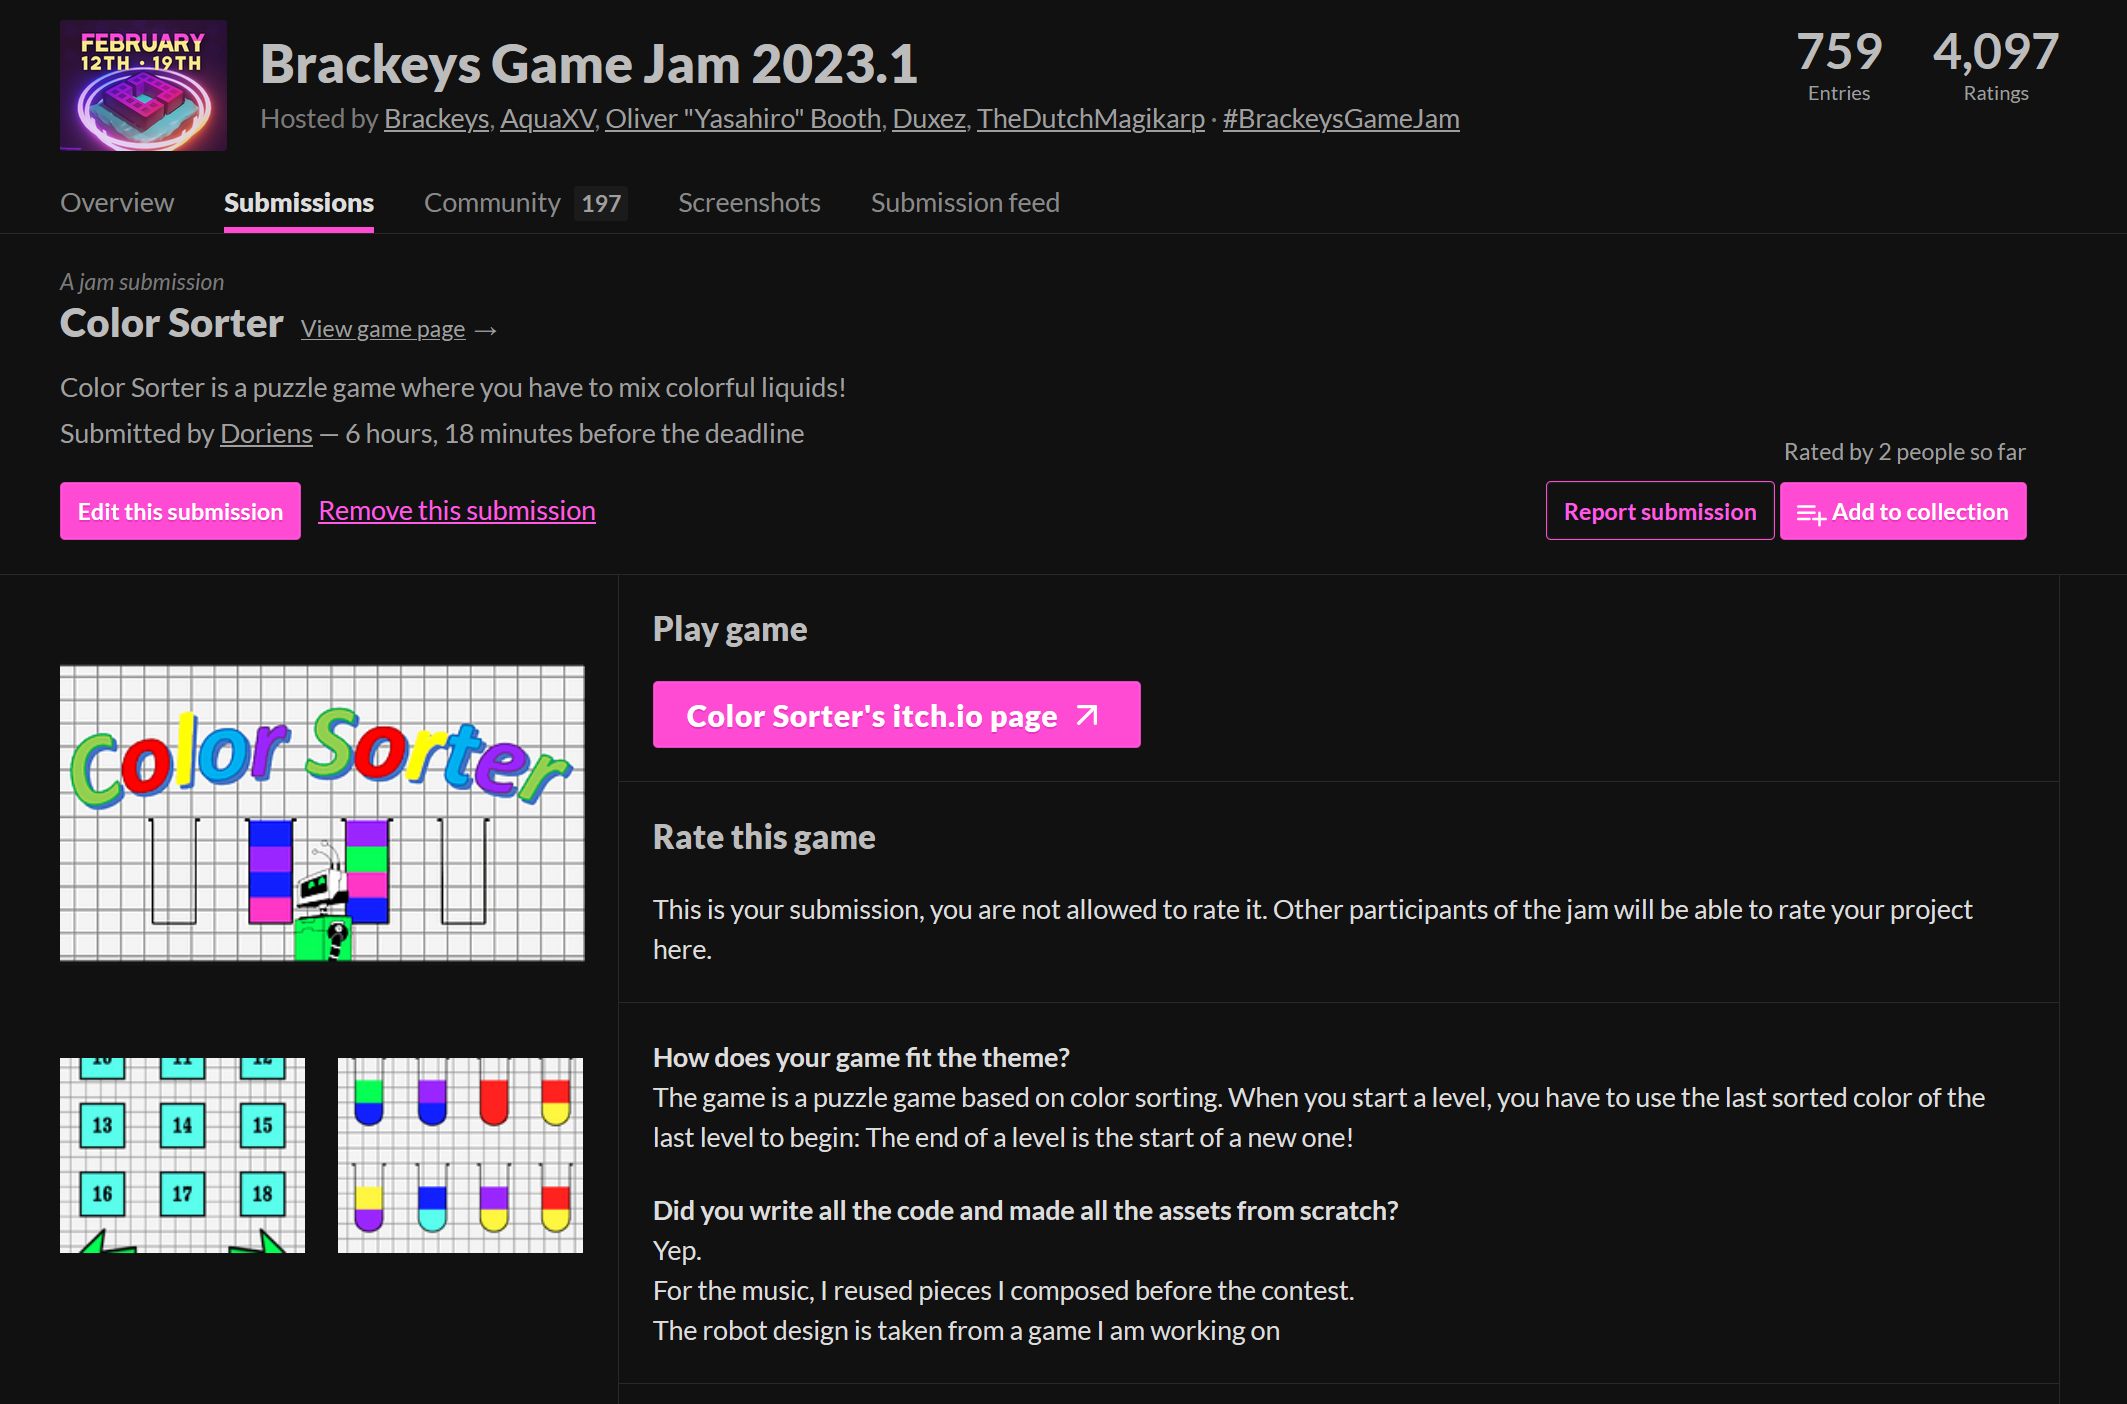 FEBRUARY
12TH · 19TH
Brackeys Game Jam 2023.1
Hosted by Brackeys, AquaXV, Oliver "Yasahiro" Booth, Duxez, TheDutchMagikarp · #BrackeysGameJam
759
Entries
4,097
Ratings
Overview
Submissions
Community 197
Screenshots
Submission feed
A jam submission
Color Sorter View game page →
Color Sorter is a puzzle game where you have to mix colorful liquids!
Submitted by Doriens — 6 hours, 18 minutes before the deadline
Rated by 2 people so far
Edit this submission
Remove this submission
Report submission
Add to collection
Color Sorter
10 11 12
13 14 15
16 17 18
Play game
Color Sorter's itch.io page
Rate this game
This is your submission, you are not allowed to rate it. Other participants of the jam will be able to rate your project
here.
How does your game fit the theme?
The game is a puzzle game based on color sorting. When you start a level, you have to use the last sorted color of the
last level to begin: The end of a level is the start of a new one!
Did you write all the code and made all the assets from scratch?
Yep.
For the music, I reused pieces I composed before the contest.
The robot design is taken from a game I am working on